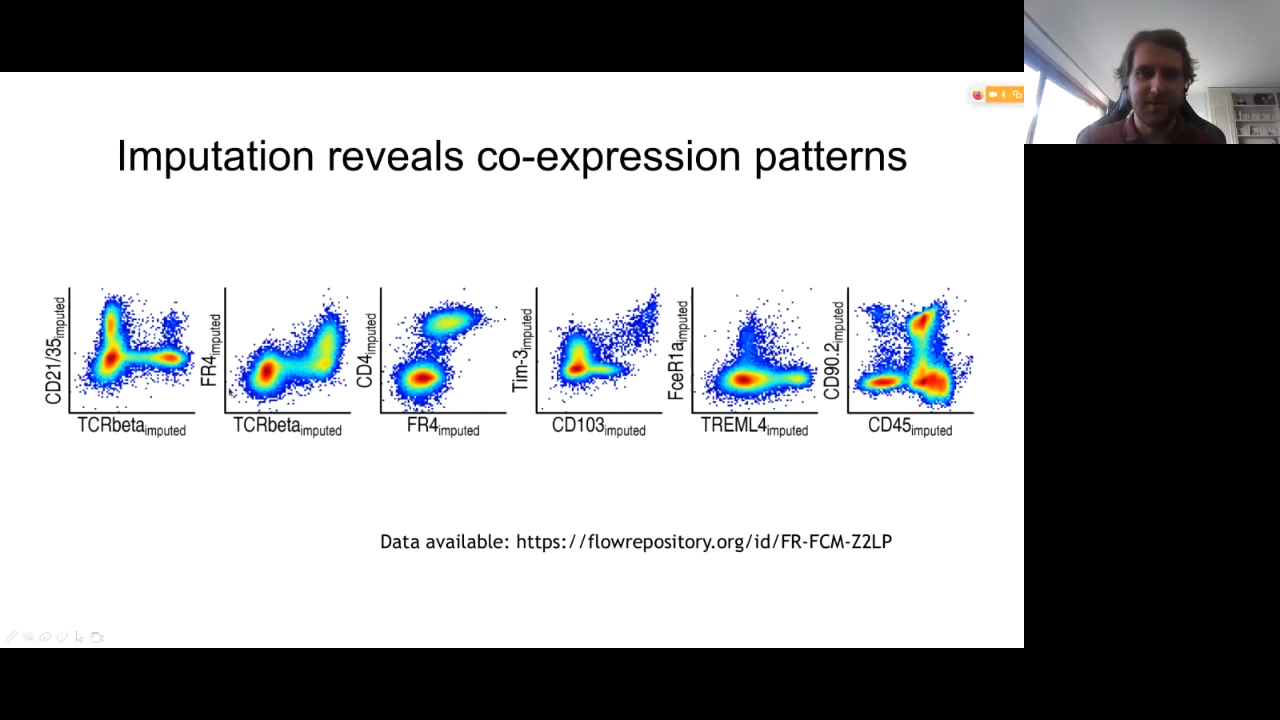 Imputation reveals co-expression patterns
CD21/35imputed
TCRbetaimputed
FR4imputed
TCRbetaimputed
CD4imputed
FR4imputed
Tim-3imputed
CD103imputed
FceR1aimputed
TREML4imputed
CD90.2imputed
CD45imputed
Data available: https://flowrepository.org/id/FR-FCM-Z2LP